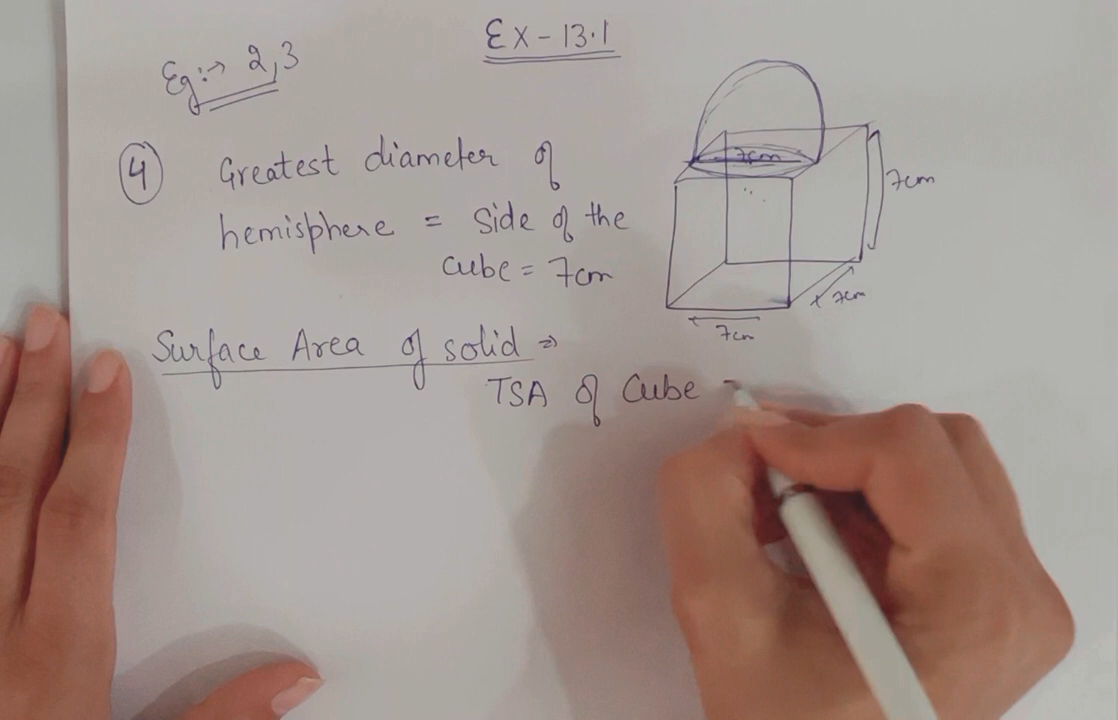 Ex - 13.1
Eg:→ 2,3
4 Greatest diameter of
hemisphere = Side of the
cube = 7cm
7cm
7cm
7cm
7cm
Surface Area of solid ⇒
TSA of Cube -